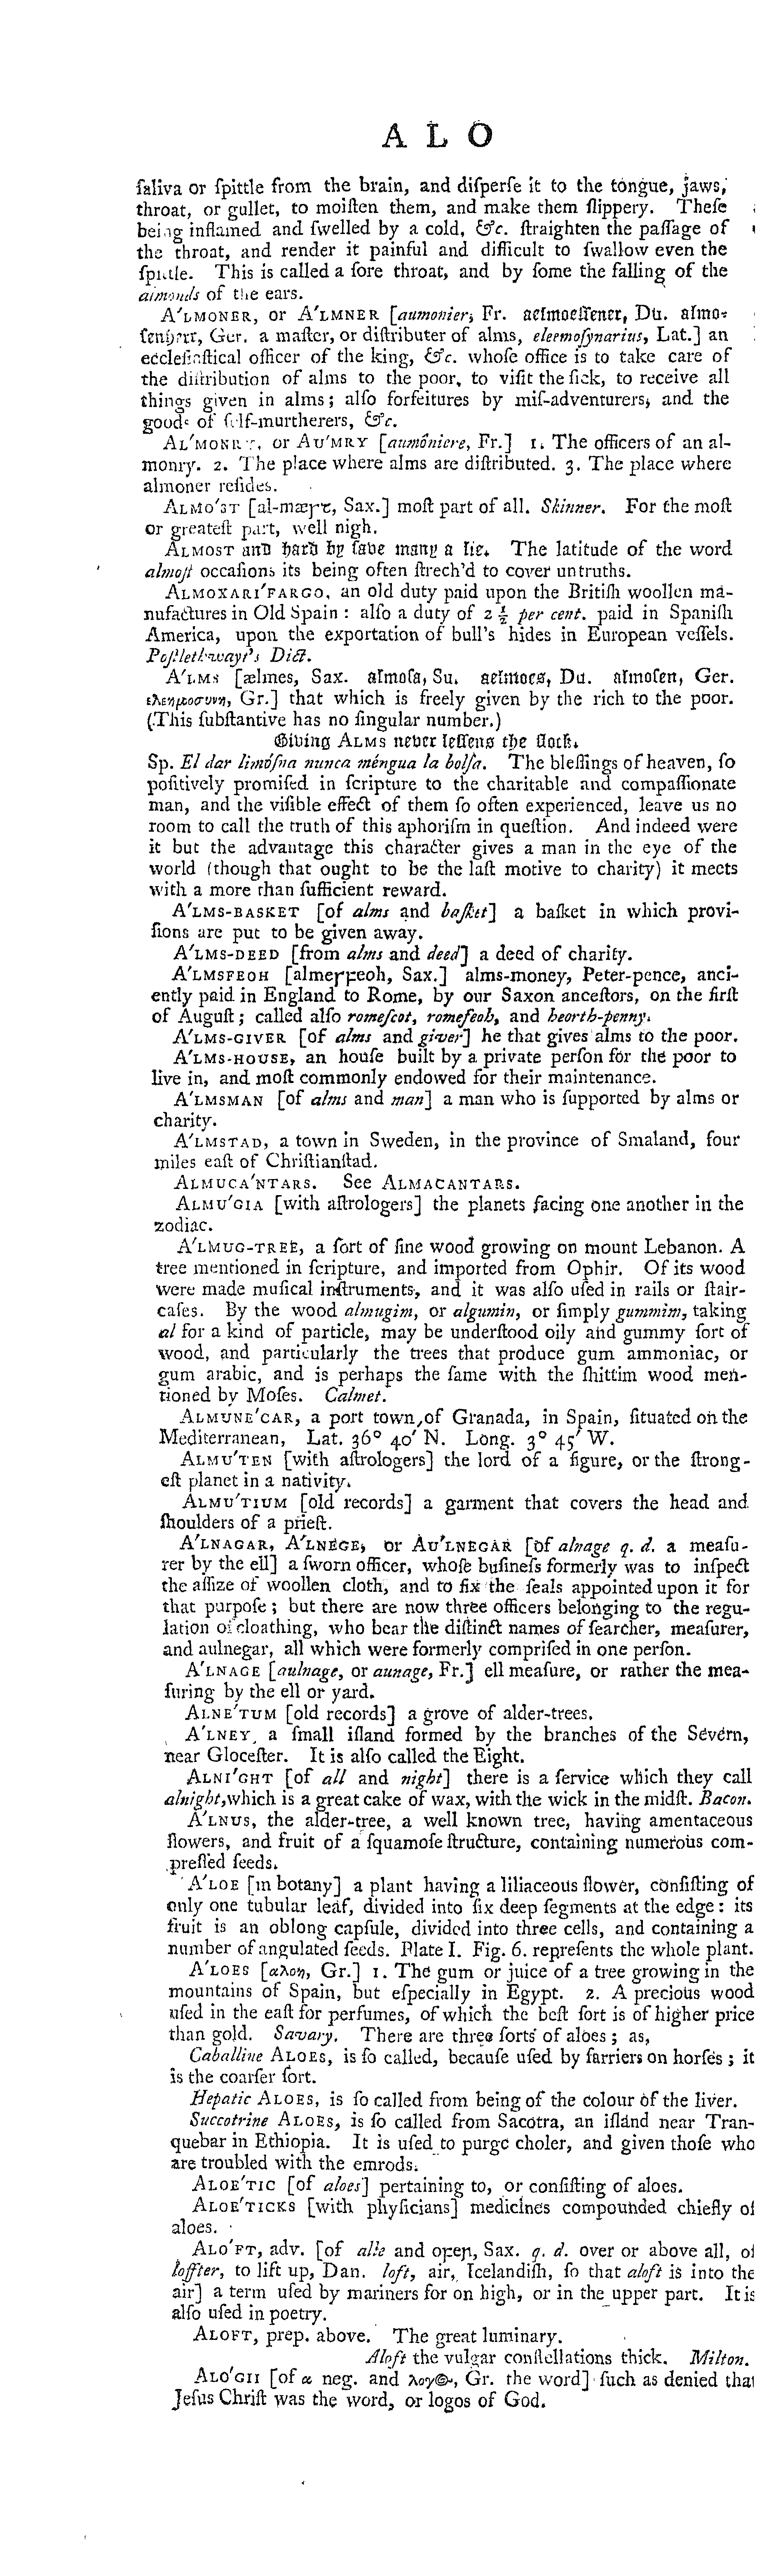 A L O
ſaliva or ſpittle from the brain, and diſperſe it to the tongue, jaws,
throat, or gullet, to moiſten them, and make them ſlippery. Theſe
being inflamed and ſwelled by a cold, &c. ſtraighten the paſſage of
the throat, and render it painful and difficult to ſwallow even the
ſpittle. This is called a ſore throat, and by ſome the falling of the
almonds of the ears.
A'LMONER, or A'LMNER [aumonier, Fr. aelmoeſſener, Du. almo-
ſenherr, Ger. a maſter, or diſtributer of alms, eleemoſynarius, Lat.] an
eccleſiaſtical officer of the king, &c. whoſe office is to take care of
the diſtribution of alms to the poor, to viſit the ſick, to receive all
things given in alms; alſo forfeitures by miſ-adventurers, and the
goods of ſelf-murtherers, &c.
AL'MONRY, or AU'MRY [aumôniere, Fr.] 1. The officers of an al-
monry. 2. The place where alms are diſtributed. 3. The place where
almoner reſides.
ALMO'ST [al-mæꞅꞇ, Sax.] moſt part of all. Skinner. For the moſt
or greateſt part, well nigh.
ALMOST and hard by ſave many a lie. The latitude of the word
almoſt occaſions its being often ſtrech'd to cover untruths.
ALMOXARI'FARGO, an old duty paid upon the Britiſh woollen ma-
nufactures in Old Spain: alſo a duty of 2 ½ per cent. paid in Spaniſh
America, upon the exportation of bull's hides in European veſſels.
Poſtlethwayt's Dict.
A'LMS [ælmes, Sax. almoſa, Su. aelmoes, Du. almoſen, Ger.
ελεημοσυνη, Gr.] that which is freely given by the rich to the poor.
(This ſubſtantive has no ſingular number.)
Giving ALMS never leſſens the ſtock.
Sp. El dar limóſna nunca méngua la bolſa. The bleſſings of heaven, ſo
poſitively promiſed in ſcripture to the charitable and compaſſionate
man, and the viſible effect of them ſo often experienced, leave us no
room to call the truth of this aphoriſm in queſtion. And indeed were
it but the advantage this character gives a man in the eye of the
world (though that ought to be the laſt motive to charity) it meets
with a more than ſufficient reward.
A'LMS-BASKET [of alms and baſket] a baſket in which provi-
ſions are put to be given away.
A'LMS-DEED [from alms and deed] a deed of charity.
A'LMSFEOH [almeꞅꝼeoh, Sax.] alms-money, Peter-pence, anci-
ently paid in England to Rome, by our Saxon anceſtors, on the firſt
of Auguſt; called alſo romeſcot, romefeoh, and heorth-penny.
A'LMS-GIVER [of alms and giver] he that gives alms to the poor.
A'LMS-HOUSE, an houſe built by a private perſon for the poor to
live in, and moſt commonly endowed for their maintenance.
A'LMSMAN [of alms and man] a man who is ſupported by alms or
charity.
A'LMSTAD, a town in Sweden, in the province of Smaland, four
miles eaſt of Chriſtianſtad.
ALMUCA'NTARS. See ALMACANTARS.
ALMU'GIA [with aſtrologers] the planets facing one another in the
zodiac.
A'LMUG-TREE, a ſort of fine wood growing on mount Lebanon. A
tree mentioned in ſcripture, and imported from Ophir. Of its wood
were made muſical inſtruments, and it was alſo uſed in rails or ſtair-
caſes. By the wood almugim, or algumin, or ſimply gummim, taking
al for a kind of particle, may be underſtood oily and gummy ſort of
wood, and particularly the trees that produce gum ammoniac, or
gum arabic, and is perhaps the ſame with the ſhittim wood men-
tioned by Moſes. Calmet.
ALMUNE'CAR, a port town of Granada, in Spain, ſituated on the
Mediterranean, Lat. 36° 40' N. Long. 3° 45' W.
ALMU'TEN [with aſtrologers] the lord of a figure, or the ſtrong-
eſt planet in a nativity.
ALMU'TIUM [old records] a garment that covers the head and
ſhoulders of a prieſt.
A'LNAGAR, A'LNEGE, or AU'LNEGAR [of alnage q. d. a meaſu-
rer by the ell] a ſworn officer, whoſe buſineſs formerly was to inſpect
the aſſize of woollen cloth, and to fix the ſeals appointed upon it for
that purpoſe; but there are now three officers belonging to the regu-
lation of cloathing, who bear the diſtinct names of ſearcher, meaſurer,
and aulnegar, all which were formerly compriſed in one perſon.
A'LNAGE [aulnage, or aunage, Fr.] ell meaſure, or rather the mea-
ſuring by the ell or yard.
ALNE'TUM [old records] a grove of alder-trees.
A'LNEY, a ſmall iſland formed by the branches of the Severn,
near Gloceſter. It is alſo called the Eight.
ALNI'GHT [of all and night] there is a ſervice which they call
alnight, which is a great cake of wax, with the wick in the midſt. Bacon.
A'LNUS, the alder-tree, a well known tree, having amentaceous
flowers, and fruit of a ſquamoſe ſtructure, containing numerous com-
preſſed ſeeds.
A'LOE [in botany] a plant having a liliaceous flower, conſiſting of
only one tubular leaf, divided into ſix deep ſegments at the edge: its
fruit is an oblong capſule, divided into three cells, and containing a
number of angulated ſeeds. Plate I. Fig. 6. repreſents the whole plant.
A'LOES [αλοη, Gr.] 1. The gum or juice of a tree growing in the
mountains of Spain, but eſpecially in Egypt. 2. A precious wood
uſed in the eaſt for perfumes, of which the beſt ſort is of higher price
than gold. Savary. There are three ſorts of aloes; as,
Caballine ALOES, is ſo called, becauſe uſed by farriers on horſes; it
is the coarſer ſort.
Hepatic ALOES, is ſo called from being of the colour of the liver.
Succotrine ALOES, is ſo called from Sacotra, an iſland near Tran-
quebar in Ethiopia. It is uſed to purge choler, and given thoſe who
are troubled with the emrods.
ALOE'TIC [of aloes] pertaining to, or conſiſting of aloes.
ALOE'TICKS [with phyſicians] medicines compounded chiefly of
aloes.
ALO'FT, adv. [of alle and oꝼeꞃ, Sax. q. d. over or above all, of
loffter, to lift up, Dan. loft, air, Icelandiſh, ſo that aloft is into the
air] a term uſed by mariners for on high, or in the upper part. It is
alſo uſed in poetry.
ALOFT, prep. above. The great luminary.
Aloft the vulgar conſtellations thick. Milton.
ALO'GII [of α neg. and λογ⊕, Gr. the word] ſuch as denied that
Jeſus Chriſt was the word, or logos of God.